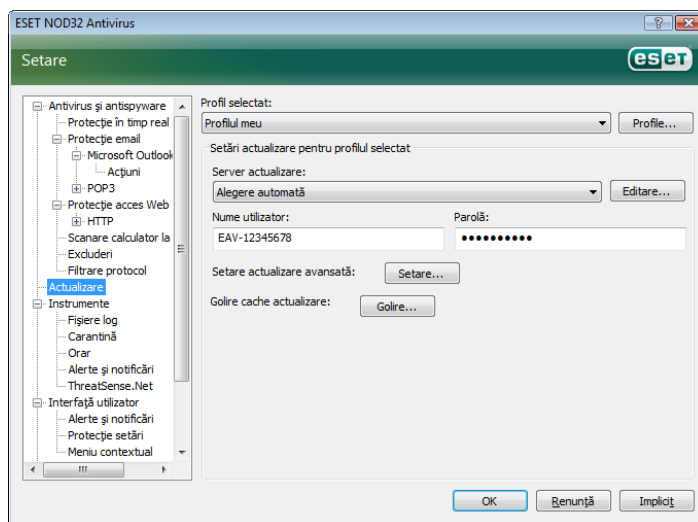 ESET NOD32 Antivirus
Setare
eseT
Antivirus şi antispyware
Protecţie în timp real
Protecţie email
Microsoft Outlook
Acţiuni
POP3
Protecţie acces Web
HTTP
Scanare calculator la
Excluderi
Filtrare protocol
Actualizare
Instrumente
Fişiere log
Carantină
Orar
Alerte şi notificări
ThreatSense.Net
Interfaţă utilizator
Alerte şi notificări
Protecţie setări
Meniu contextual
Profil selectat:
Profilul meu
Profile...
Setări actualizare pentru profilul selectat
Server actualizare:
Alegere automată
Editare...
Nume utilizator:
Parolă:
EAV-12345678
●●●●●●●●●●
Setare actualizare avansată:
Setare...
Golire cache actualizare:
Golire...
OK
Renunţă
Implicit